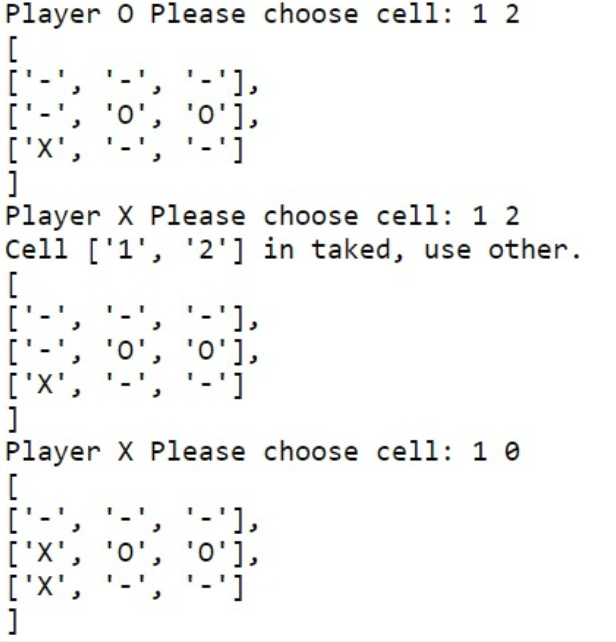 Player O Please choose cell: 1 2
[
['-', '-', '-'],
['-', 'O', 'O'],
['X', '-', '-']
]
Player X Please choose cell: 1 2
Cell ['1', '2'] in taked, use other.
[
['-', '-', '-'],
['-', 'O', 'O'],
['X', '-', '-']
]
Player X Please choose cell: 1 0
[
['-', '-', '-'],
['X', 'O', 'O'],
['X', '-', '-']
]